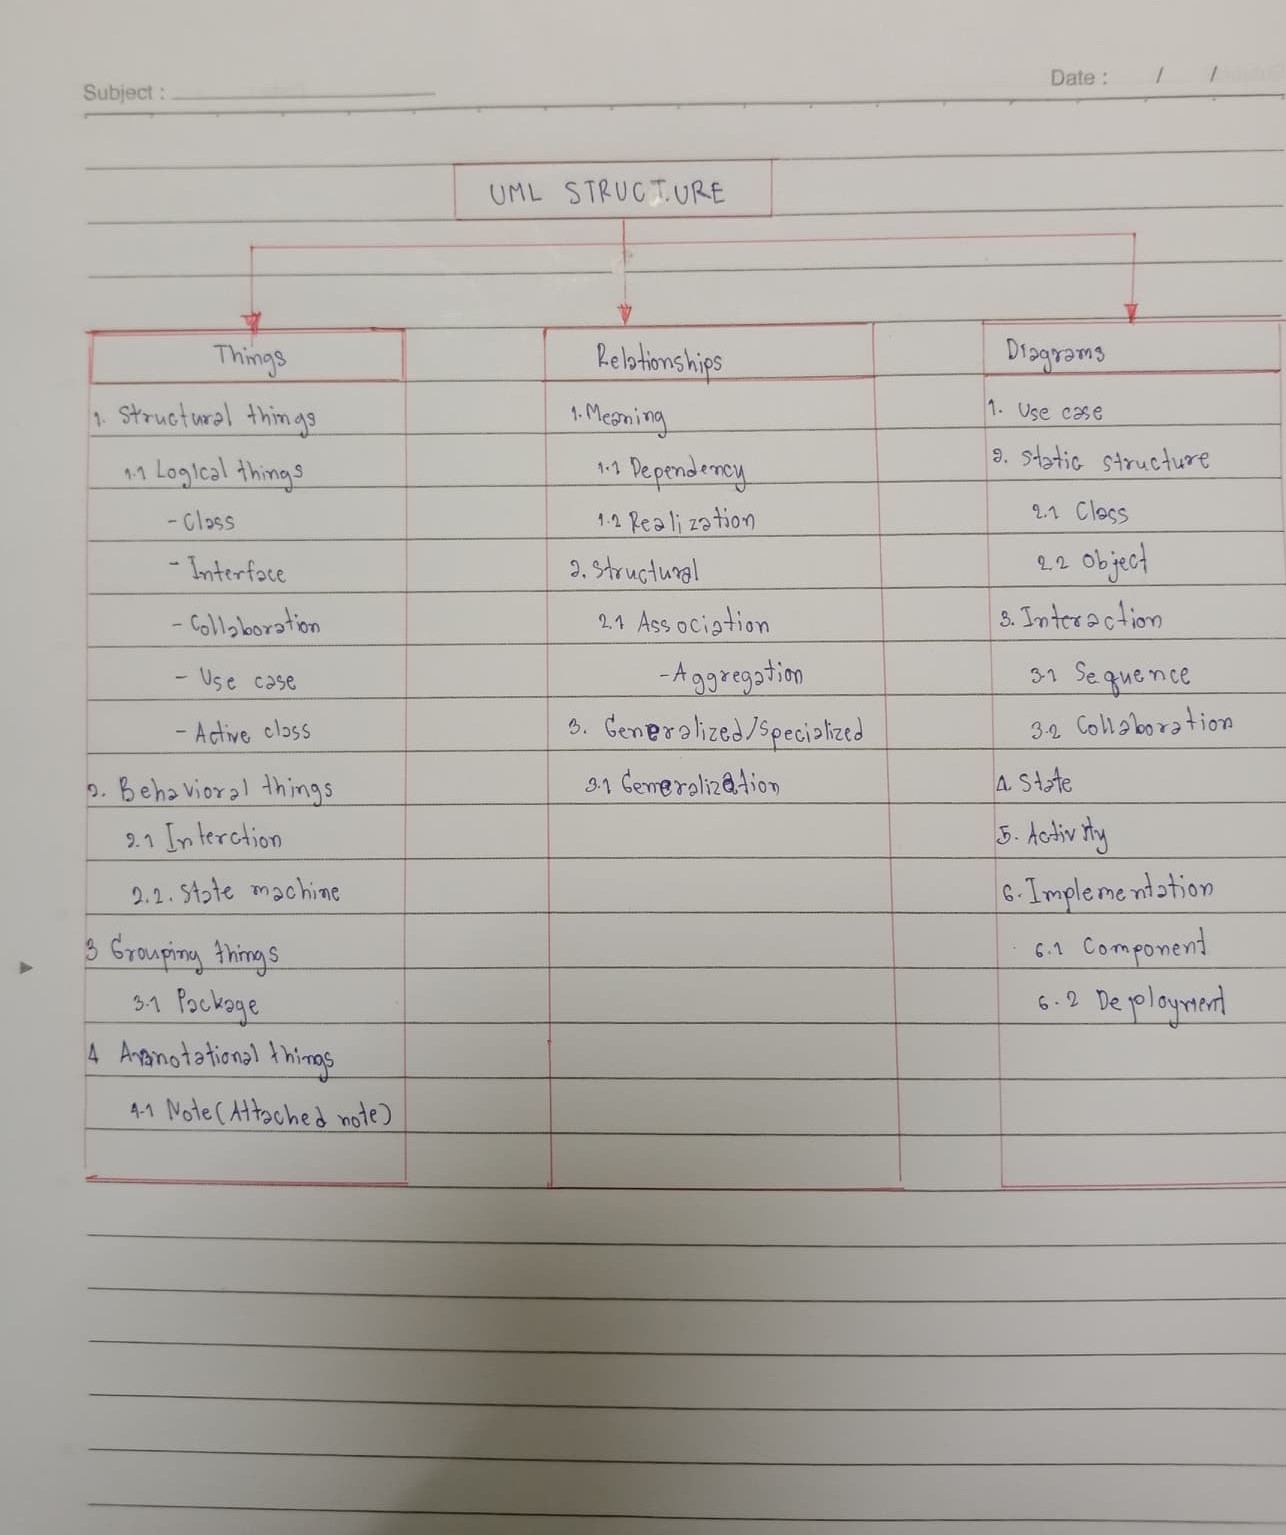 Subject :
Date : / /
UML STRUCTURE
Things
1. Structural things
1.1 Logical things
- Class
- Interface
- Collaboration
- Use case
- Active class
2. Behavioral things
2.1 Interction
2.2. State machine
3 Grouping things
3.1 Package
4 Annotational things
4.1 Note (Attached note)
Relationships
1. Meaning
1.1 Dependency
1.2 Realization
2. Structural
2.1 Association
- Aggregation
3. Generalized/Specialized
3.1 Generalization
Diagrams
1. Use case
2. Static structure
2.1 Class
2.2 Object
3. Interaction
3.1 Sequence
3.2 Collaboration
4. State
5. Activity
6. Implementation
6.1 Component
6.2 Deployment